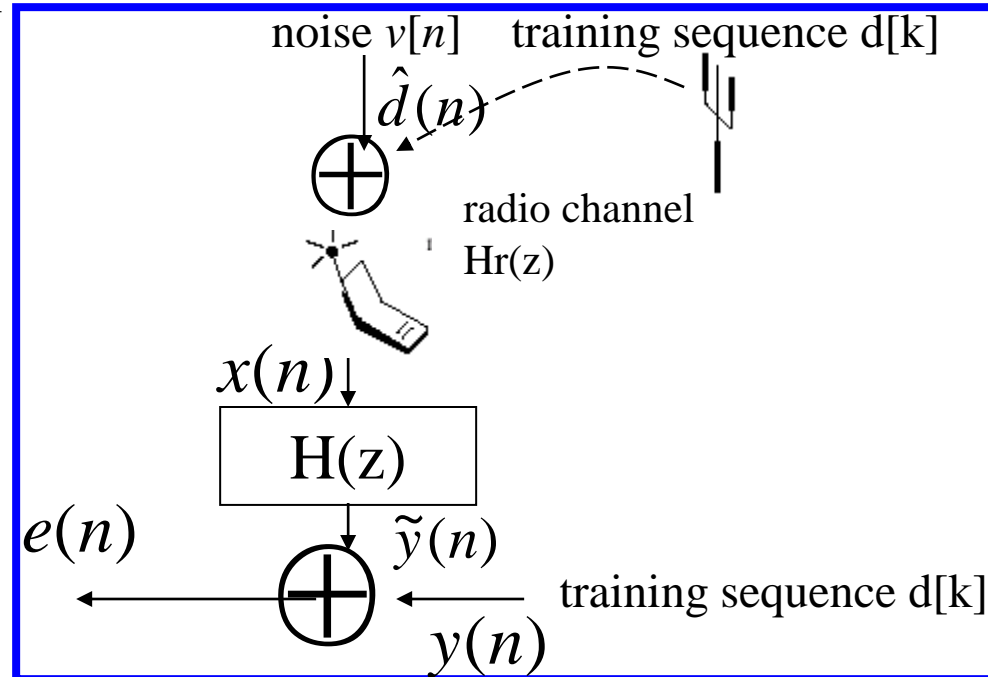 noise v[n] training sequence d[k]
d̂(n)
radio channel
Hr(z)
x(n)
H(z)
e(n)
ỹ(n)
training sequence d[k]
y(n)